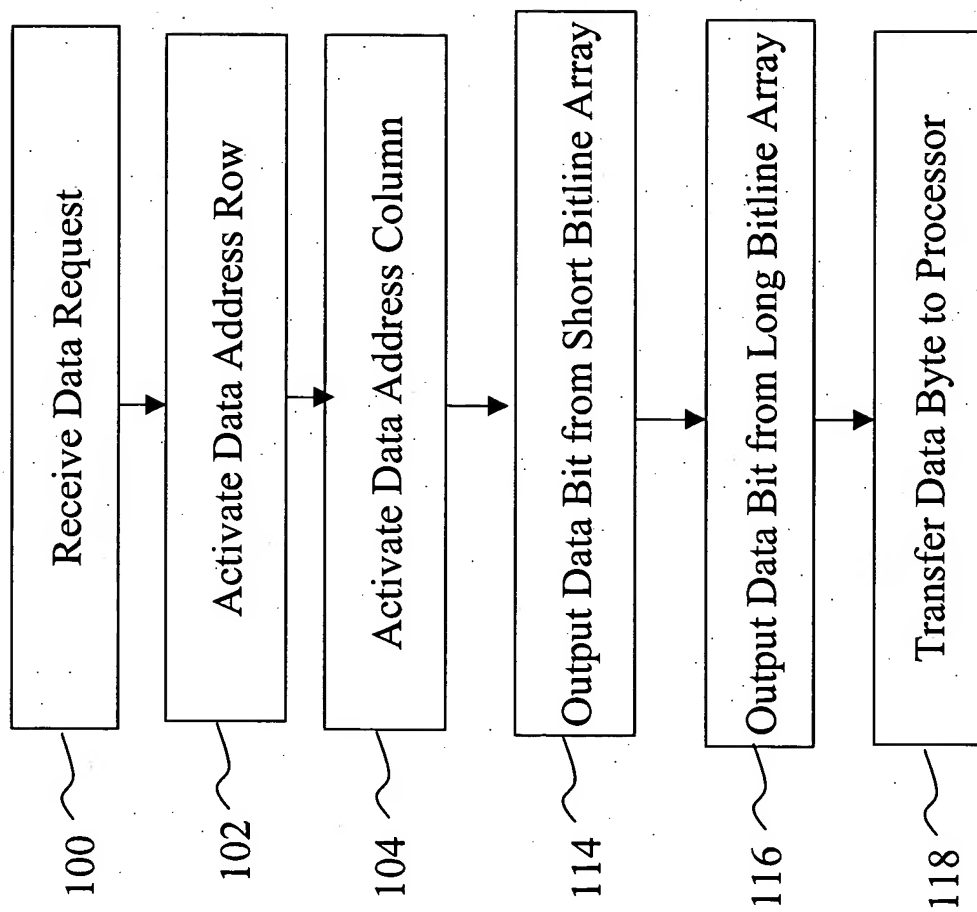 100 Receive Data Request
102 Activate Data Address Row
104 Activate Data Address Column
114 Output Data Bit from Short Bitline Array
116 Output Data Bit from Long Bitline Array
118 Transfer Data Byte to Processor